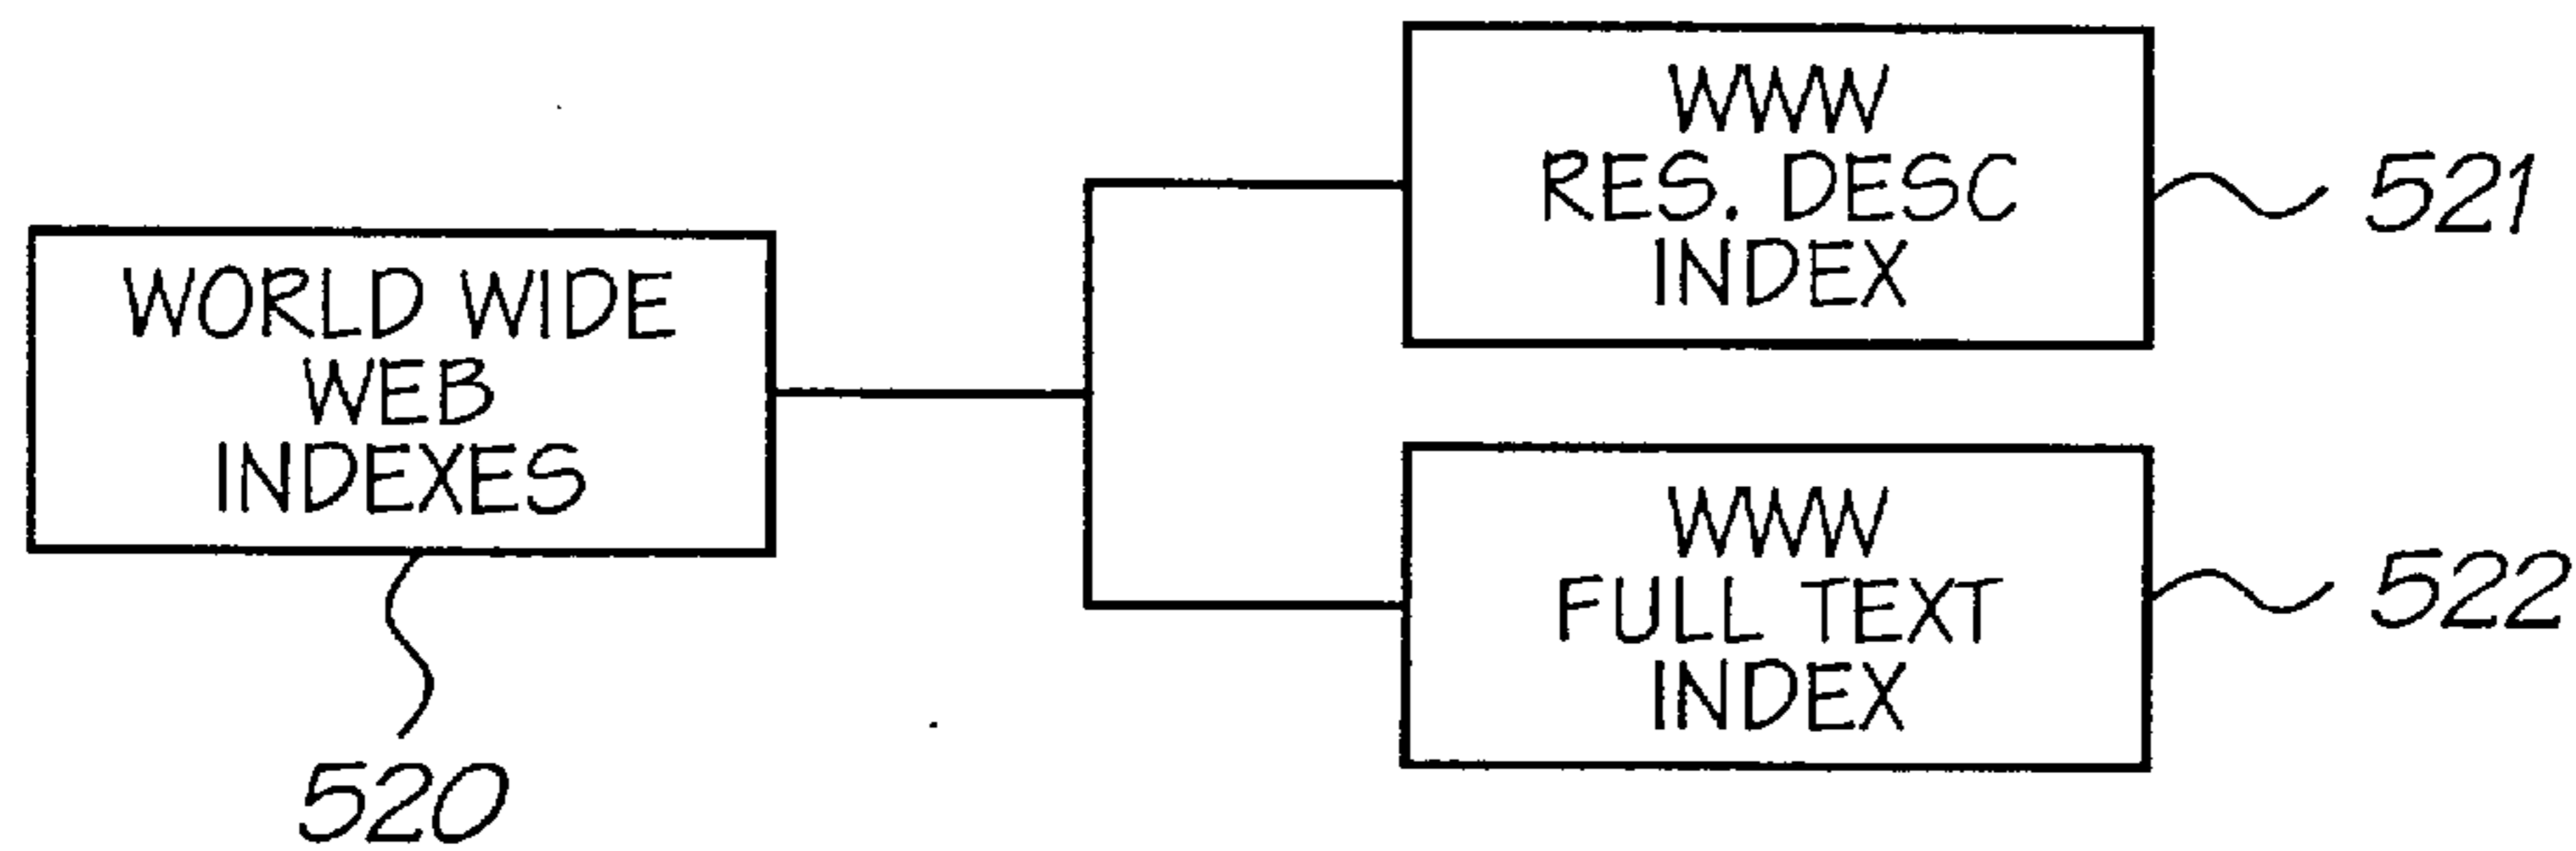 WORLD WIDE
WEB
INDEXES
520
WWW
RES. DESC
INDEX
521
WWW
FULL TEXT
INDEX
522